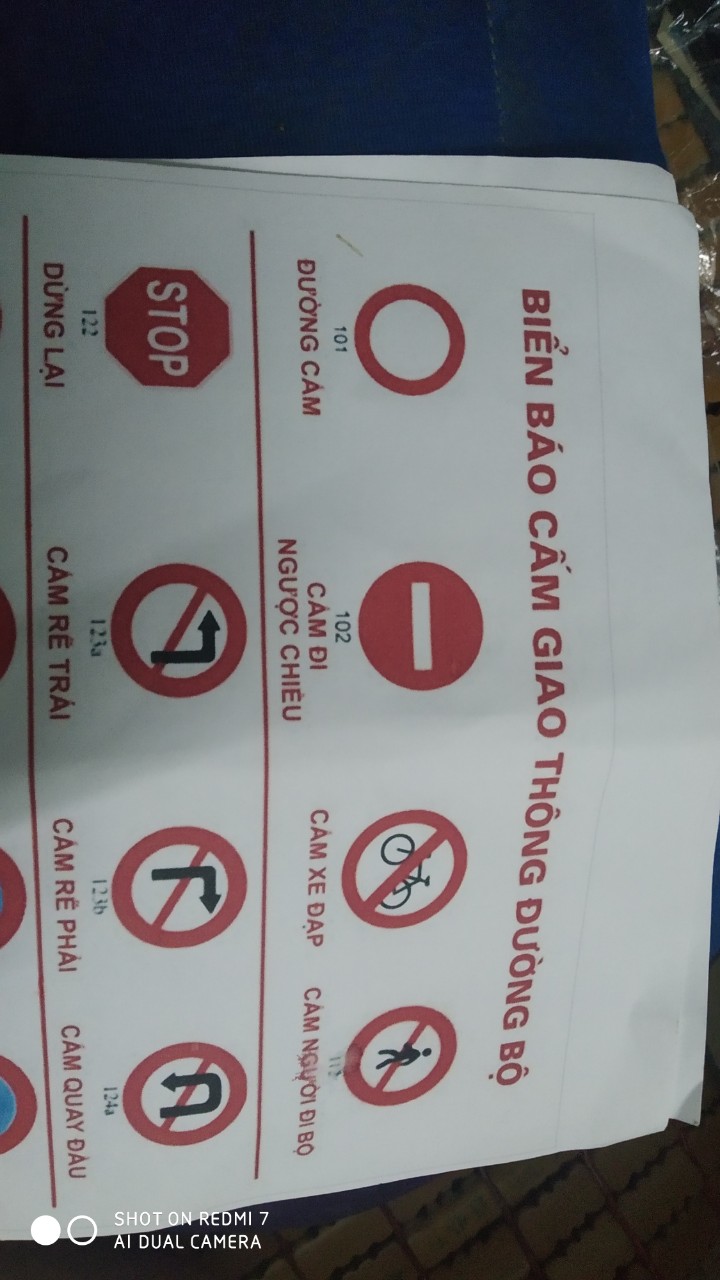 BIỂN BÁO CẤM GIAO THÔNG ĐƯỜNG BỘ
101
ĐƯỜNG CẤM
102
CẤM ĐI
NGƯỢC CHIỀU
CẤM XE ĐẠP
112
CẤM NGƯỜI ĐI BỘ
STOP
122
DỪNG LẠI
123a
CẤM RẼ TRÁI
123b
CẤM RẼ PHẢI
124a
CẤM QUAY ĐẦU
SHOT ON REDMI 7
AI DUAL CAMERA